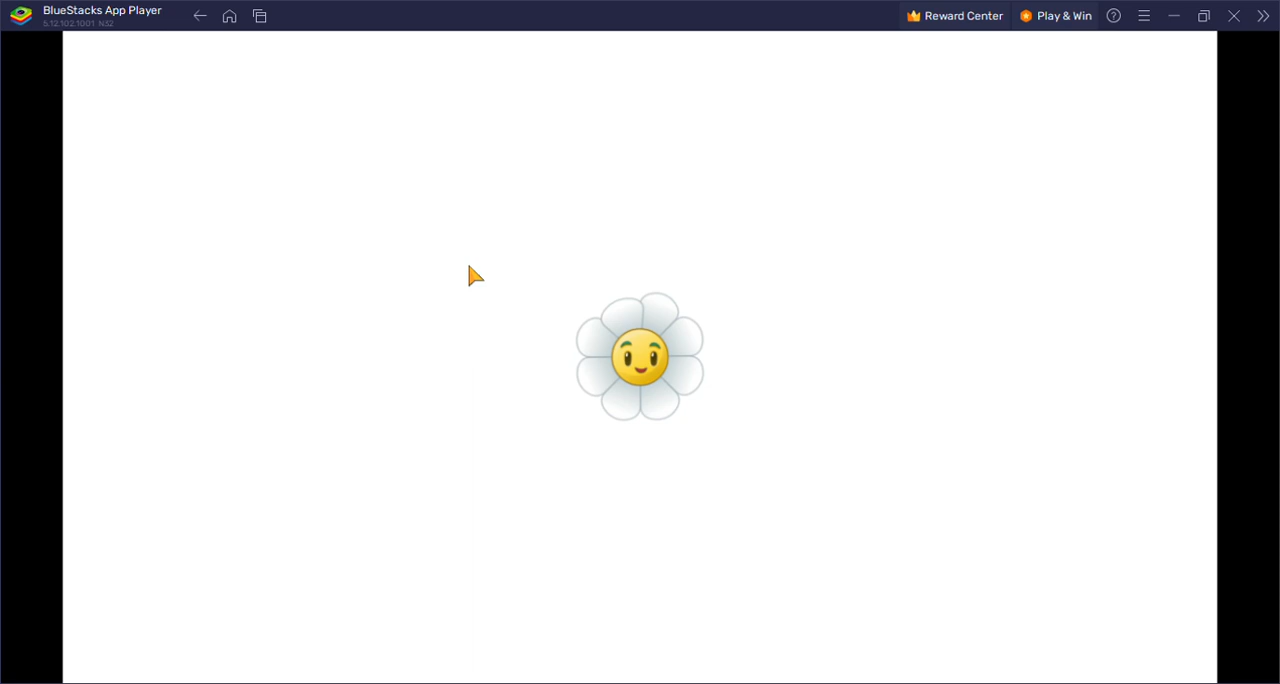 BlueStacks App Player
5.12.102.1001 N32
Reward Center
Play & Win